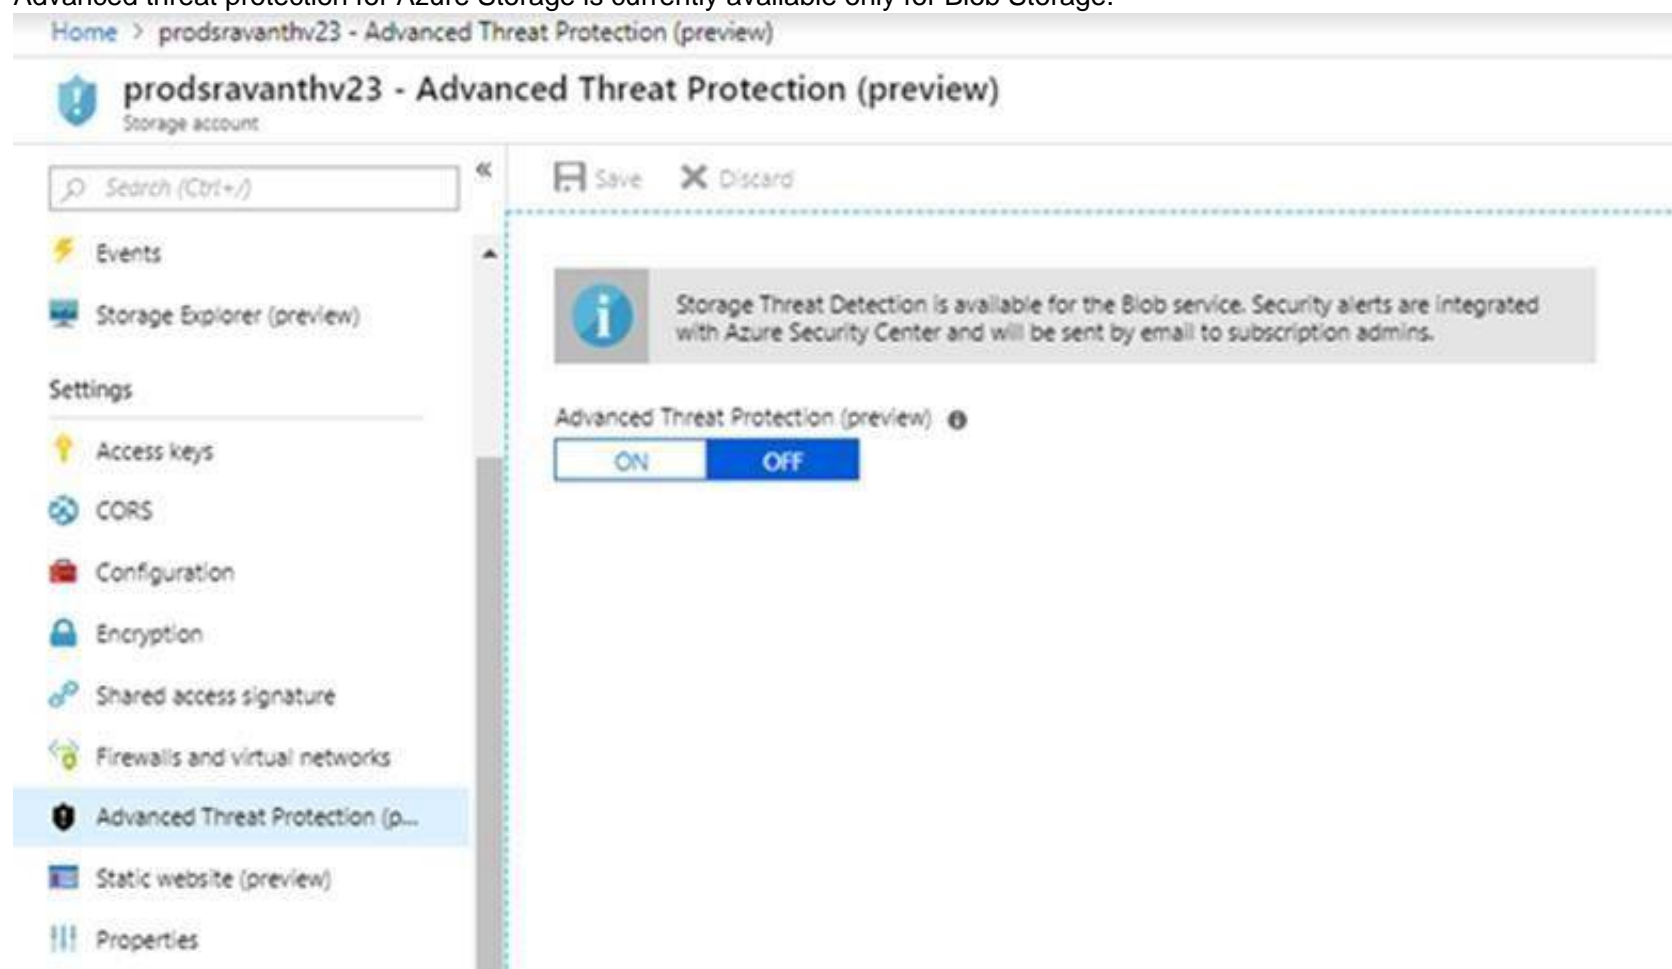 Advanced threat protection for Azure Storage is currently available only for Blob Storage.
Home > prodsravanthv23 - Advanced Threat Protection (preview)
prodsravanthv23 - Advanced Threat Protection (preview)
Storage account
Search (Ctrl+/)
«
Save
Discard
Events
Storage Explorer (preview)
Settings
Access keys
CORS
Configuration
Encryption
Shared access signature
Firewalls and virtual networks
Advanced Threat Protection (p...
Static website (preview)
Properties
Storage Threat Detection is available for the Blob service. Security alerts are integrated
with Azure Security Center and will be sent by email to subscription admins.
Advanced Threat Protection (preview)
ON
OFF